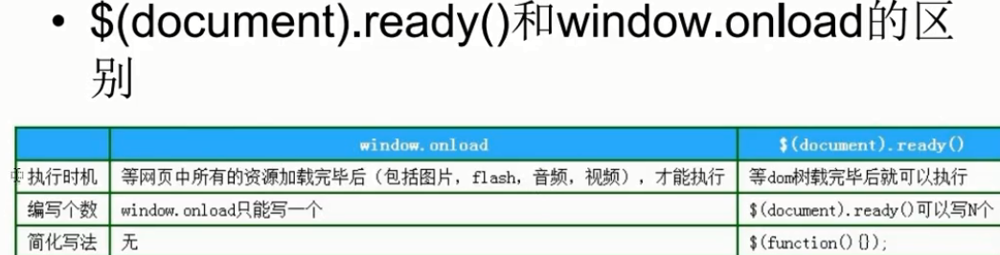 • $(document).ready()和window.onload的区
别
window.onload $(document).ready()
执行时机 等网页中所有的资源加载完毕后（包括图片，flash，音频，视频），才能执行 等dom树载完毕后就可以执行
编写个数 window.onload只能写一个 $(document).ready()可以写N个
简化写法 无 $(function(){});